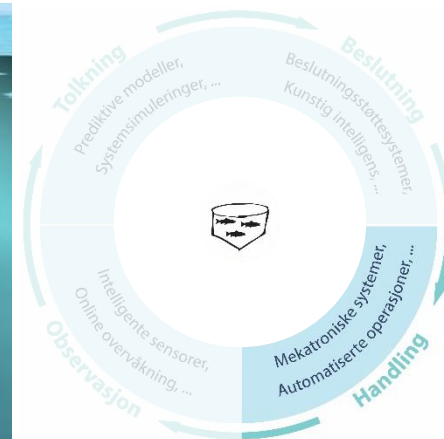 Tolkning
Prediktive modeller,
Systemsimuleringer, ...
Beslutning
Beslutningsstøttesystemer,
Kunstig intelligens, ...
Mekatroniske systemer,
Automatiserte operasjoner, ...
Handling
Intelligente sensorer,
Online overvåkning, ...
Observasjon